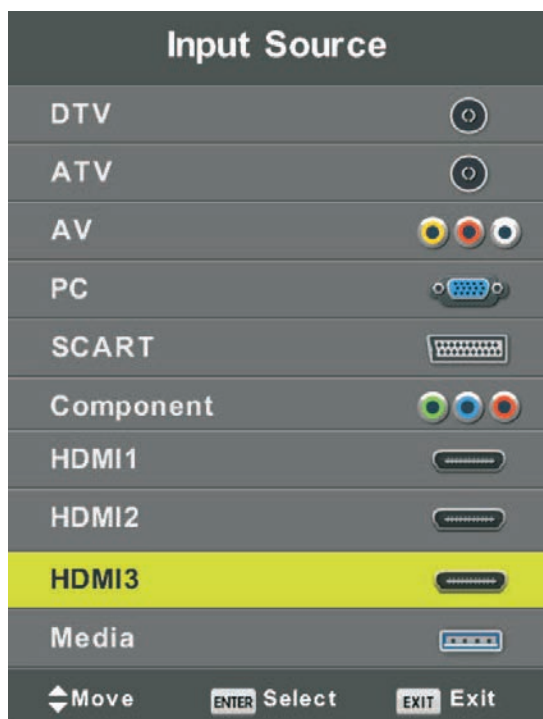 Input Source
DTV
ATV
AV
PC
SCART
Component
HDMI1
HDMI2
HDMI3
Media
Move ENTER Select EXIT Exit